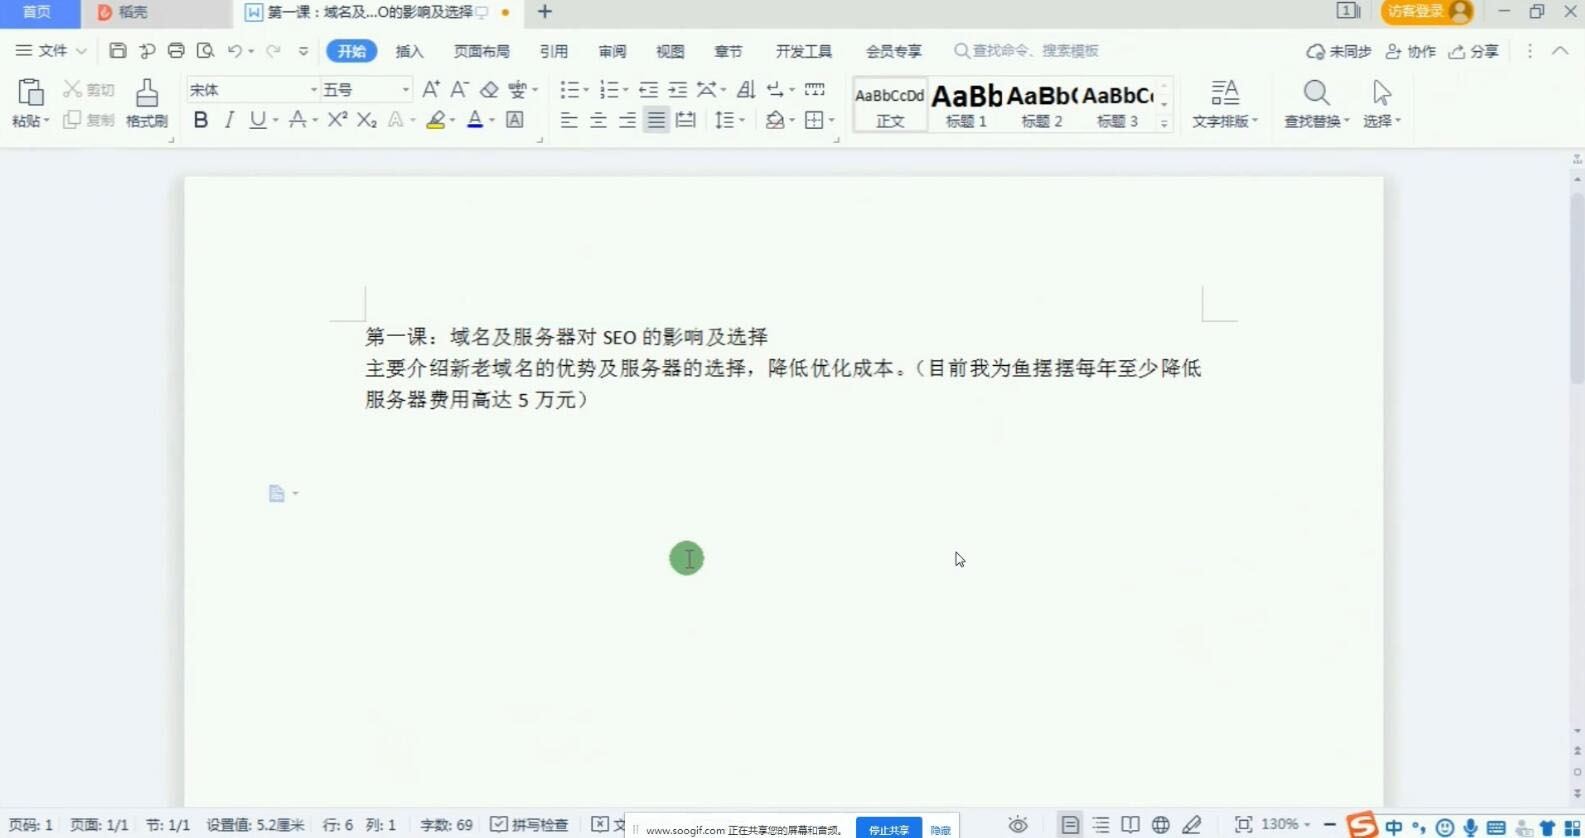 首页
稻壳
第一课：域名及...O的影响及选择
访客登录
文件
开始
插入
页面布局
引用
审阅
视图
章节
开发工具
会员专享
查找命令、搜索模板
未同步
协作
分享
粘贴
剪切
复制
格式刷
宋体
五号
AaBbCcDd
正文
AaBb
标题 1
AaBb(
标题 2
AaBbC
标题 3
文字排版
查找替换
选择
第一课：域名及服务器对 SEO 的影响及选择
主要介绍新老域名的优势及服务器的选择，降低优化成本。（目前我为鱼摆摆每年至少降低
服务器费用高达 5 万元）
页码: 1
页面: 1/1
节: 1/1
设置值: 5.2厘米
行: 6
列: 1
字数: 69
拼写检查
文
www.soogif.com 正在共享您的屏幕和音频。
停止共享
隐藏
130%
中